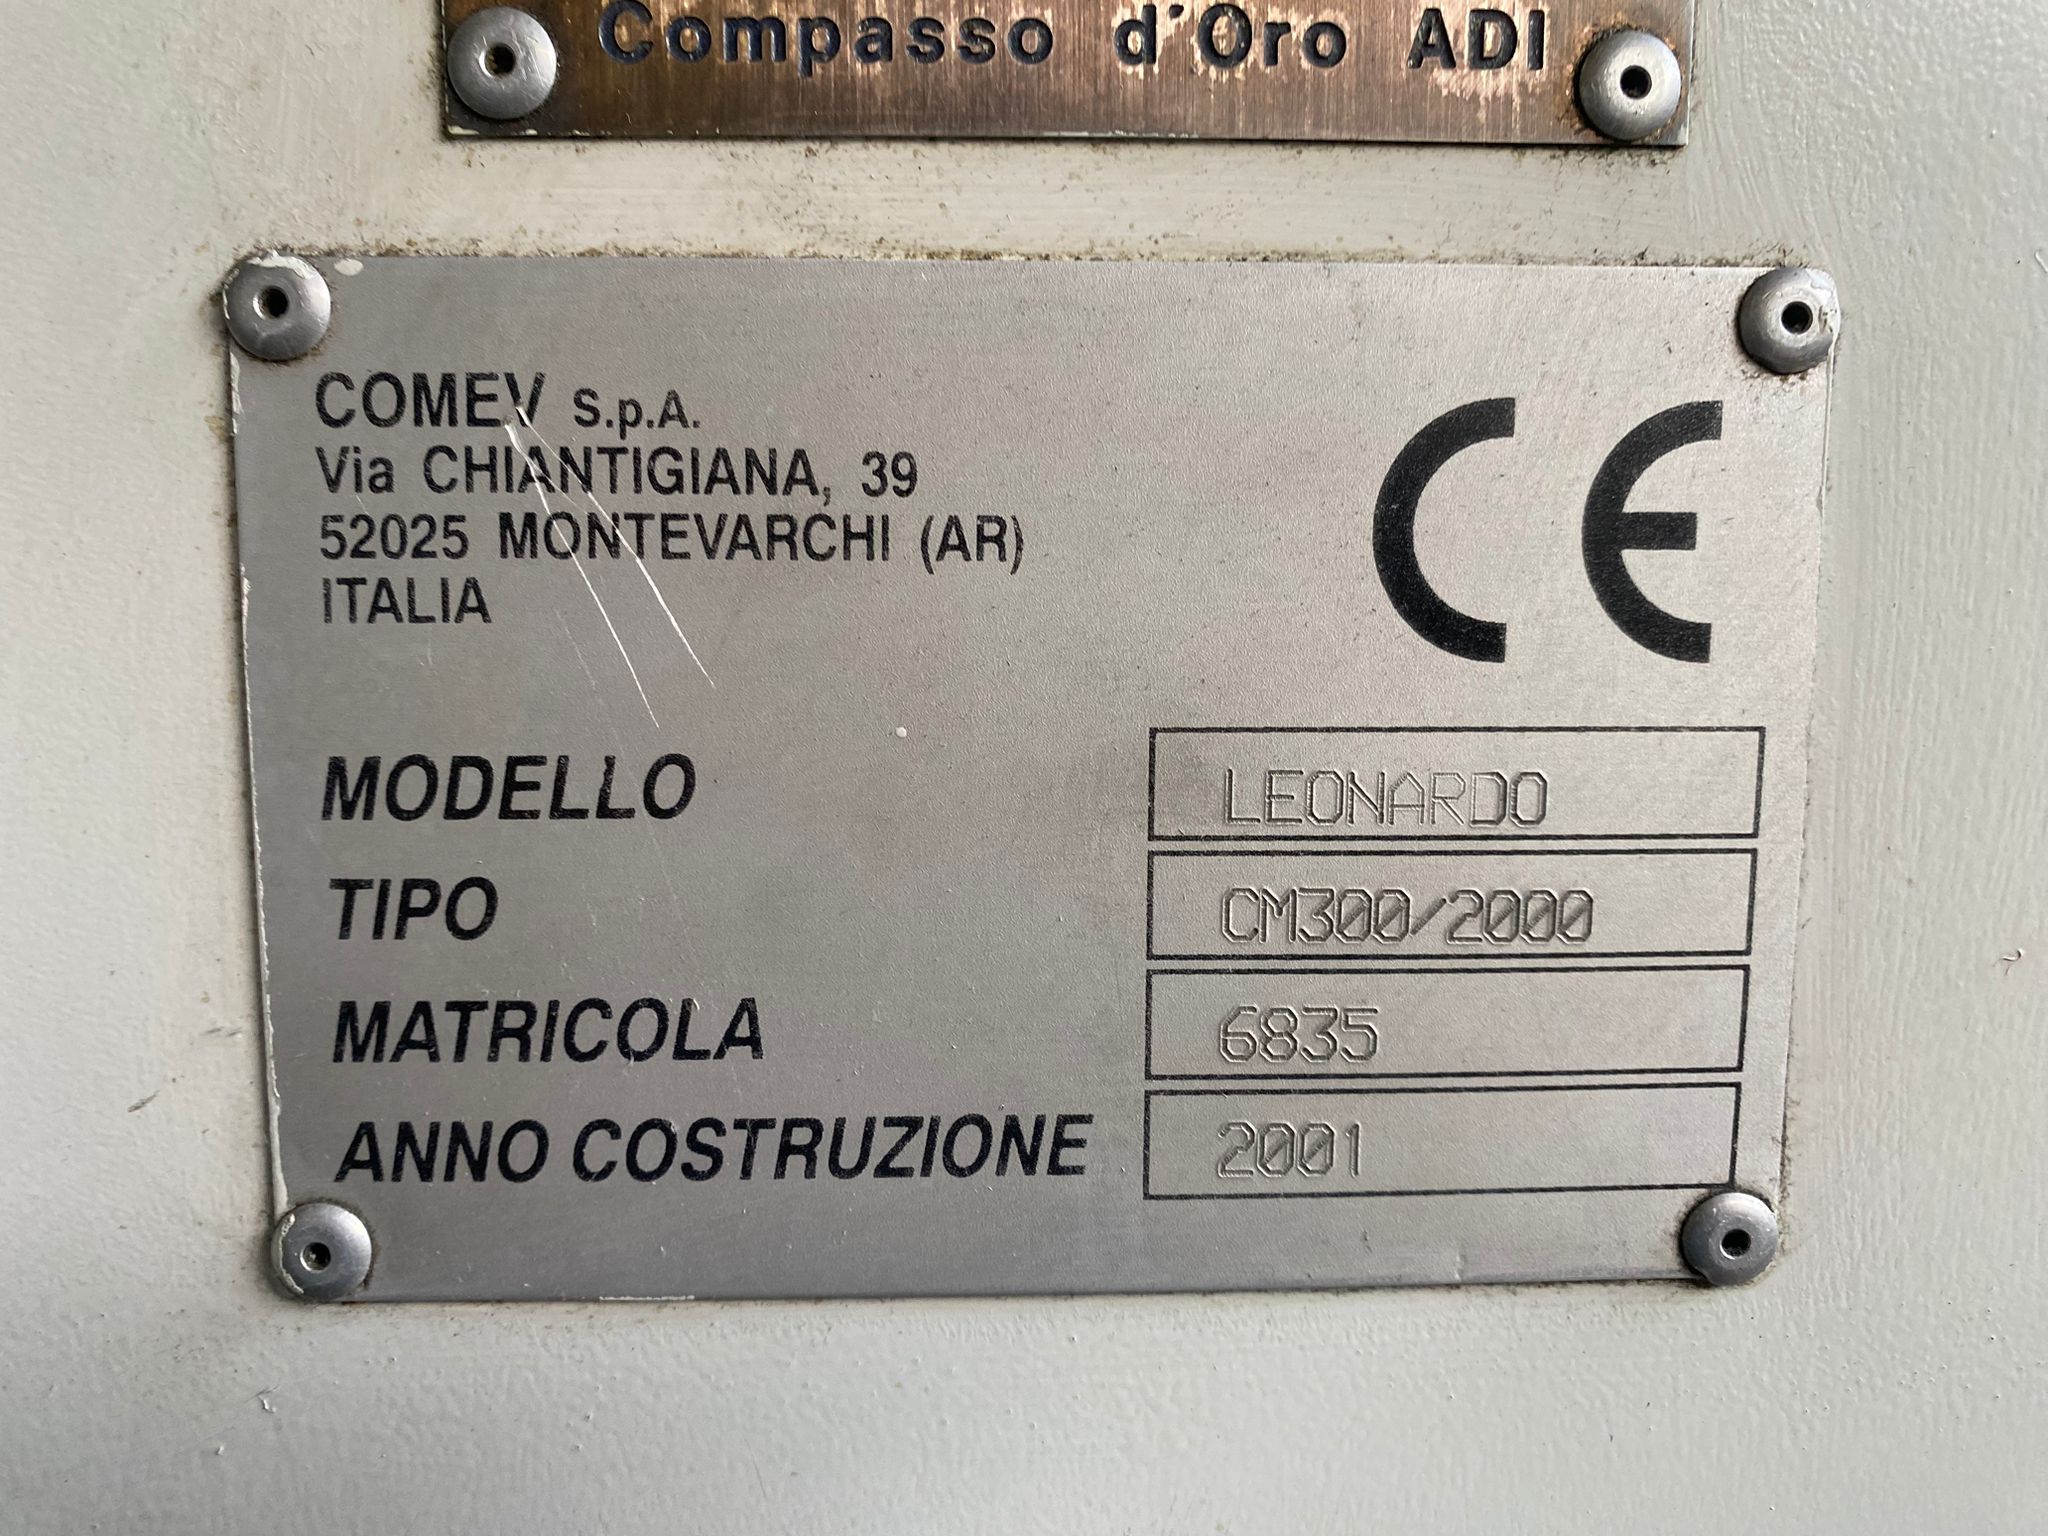 Compasso d'Oro ADI
COMEV S.p.A.
Via CHIANTIGIANA, 39
52025 MONTEVARCHI (AR)
ITALIA
CE
MODELLO LEONARDO
TIPO CM300/2000
MATRICOLA 6835
ANNO COSTRUZIONE 2001